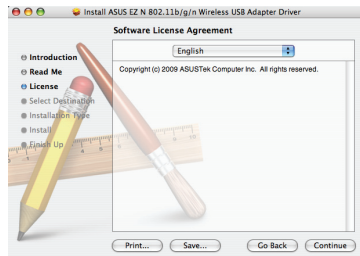 Install ASUS EZ N 802.11b/g/n Wireless USB Adapter Driver
Software License Agreement
English
Introduction
Read Me
License
Select Destination
Installation Type
Install
Finish Up
Copyright (c) 2009 ASUSTek Computer Inc. All rights reserved.
Print...
Save...
Go Back
Continue